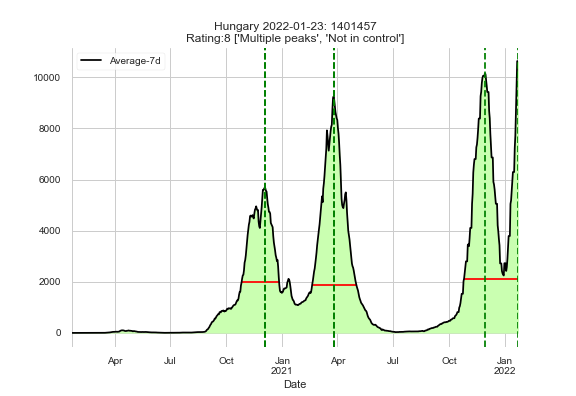 Hungary 2022-01-23: 1401457
Rating:8 ['Multiple peaks', 'Not in control']
Average-7d
10000
8000
6000
4000
2000
0
Apr Jul Oct Jan Apr Jul Oct Jan
2021 2022
Date